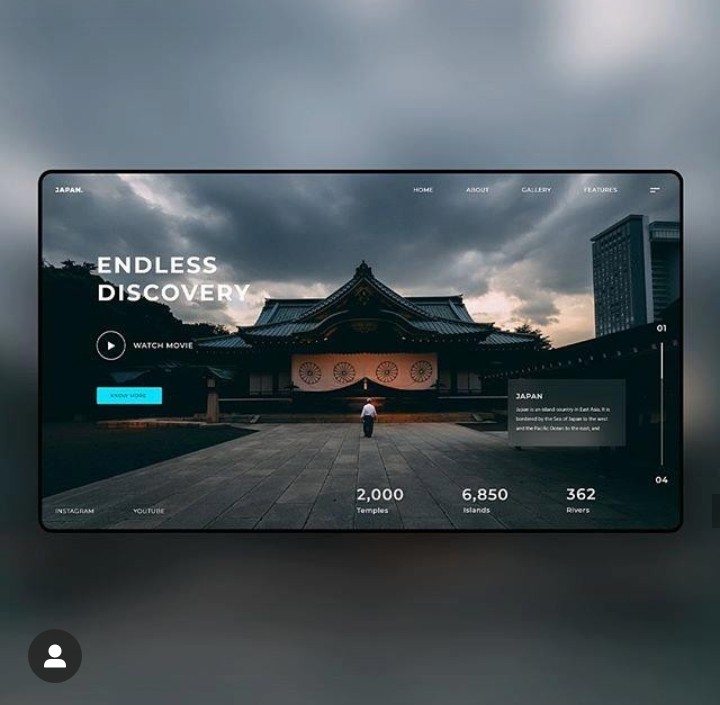 JAPAN.
HOME ABOUT GALLERY FEATURES
ENDLESS
DISCOVERY
WATCH MOVIE
KNOW MORE
01
JAPAN
Japan is an island country in East Asia. It is
bordered by the Sea of Japan to the west
and the Pacific Ocean to the east, and
04
2,000 6,850 362
Temples Islands Rivers
INSTAGRAM YOUTUBE